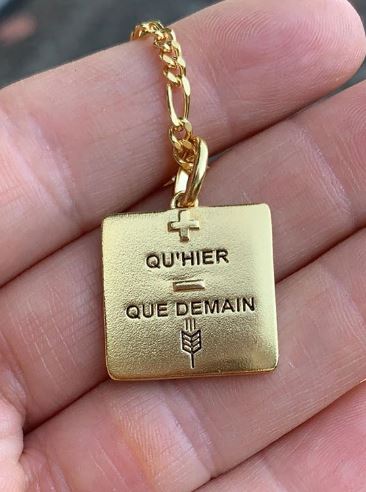 +
QU'HIER
-
QUE DEMAIN